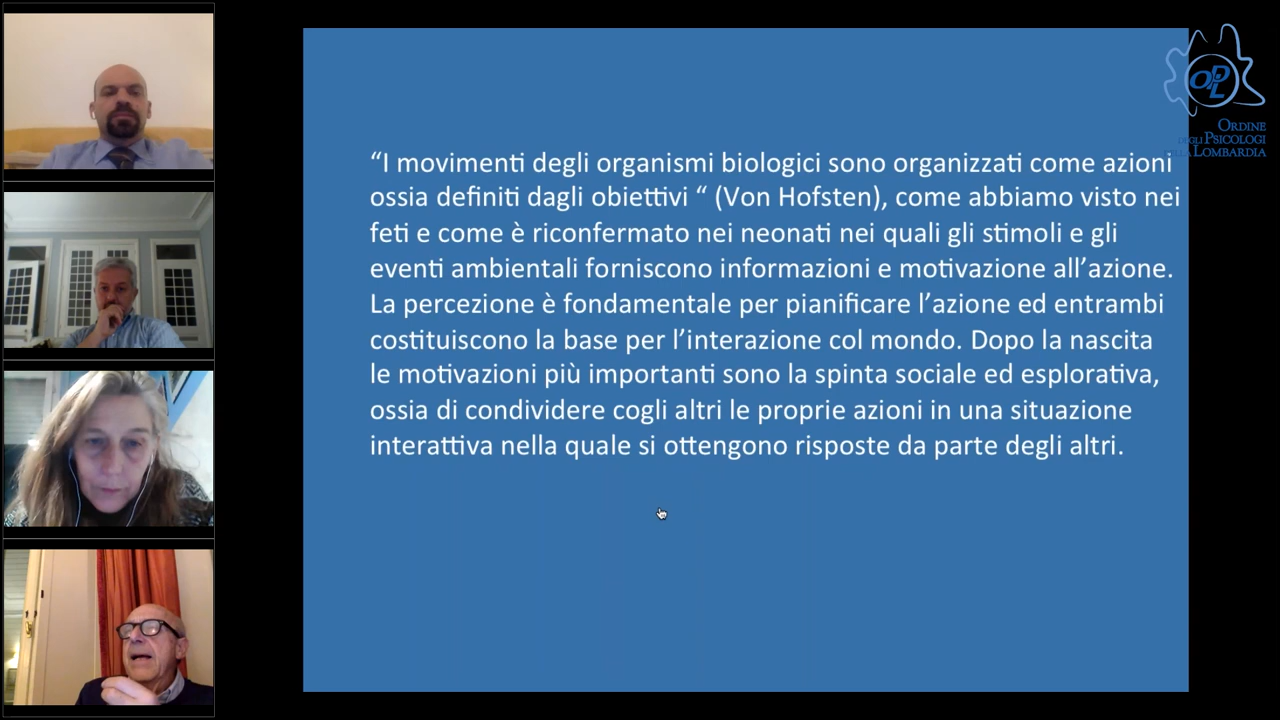 “I movimenti degli organismi biologici sono organizzati come azioni
ossia definiti dagli obiettivi “ (Von Hofsten), come abbiamo visto nei
feti e come è riconfermato nei neonati nei quali gli stimoli e gli
eventi ambientali forniscono informazioni e motivazione all’azione.
La percezione è fondamentale per pianificare l’azione ed entrambi
costituiscono la base per l’interazione col mondo. Dopo la nascita
le motivazioni più importanti sono la spinta sociale ed esplorativa,
ossia di condividere cogli altri le proprie azioni in una situazione
interattiva nella quale si ottengono risposte da parte degli altri.
OPL
ORDINE
PSICOLOGI
LOMBARDIA